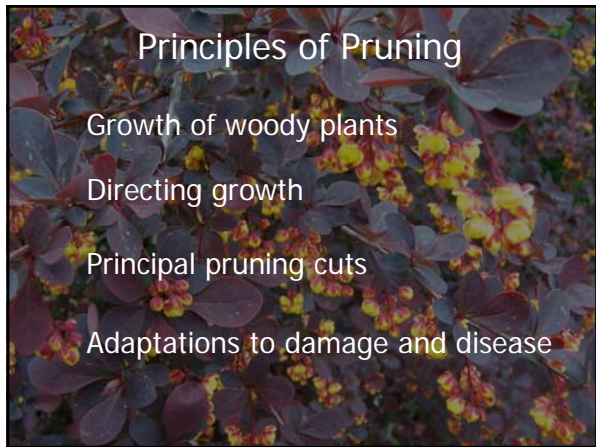 Principles of Pruning
Growth of woody plants
Directing growth
Principal pruning cuts
Adaptations to damage and disease